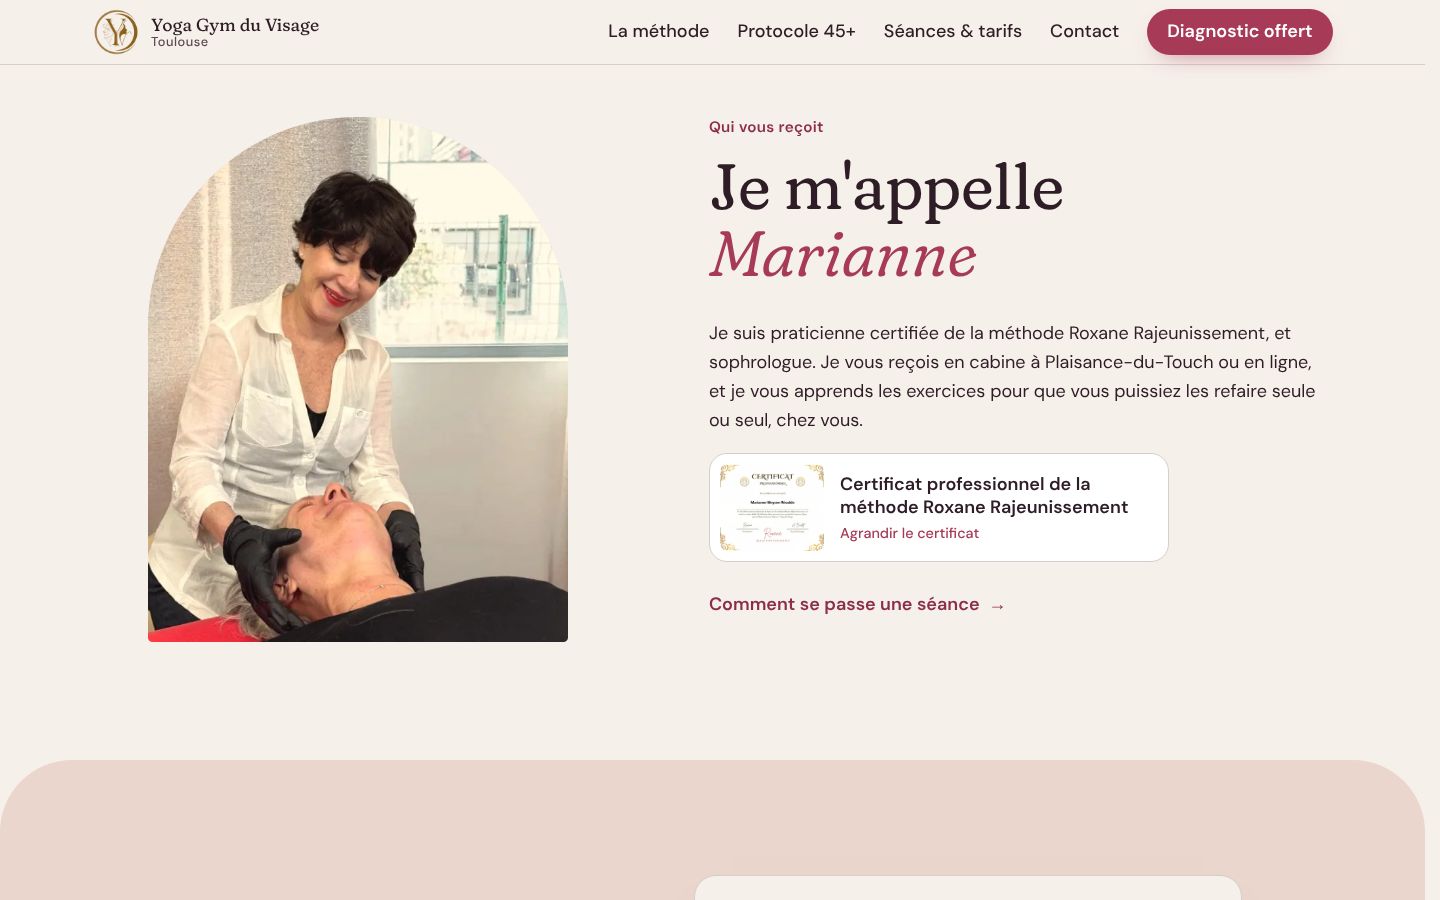 Yoga Gym du Visage
Toulouse
La méthode
Protocole 45+
Séances & tarifs
Contact
Diagnostic offert
Qui vous reçoit
Je m'appelle
Marianne
Je suis praticienne certifiée de la méthode Roxane Rajeunissement, et
sophrologue. Je vous reçois en cabine à Plaisance-du-Touch ou en ligne,
et je vous apprends les exercices pour que vous puissiez les refaire seule
ou seul, chez vous.
CERTIFICAT
Certificat professionnel de la
méthode Roxane Rajeunissement
Agrandir le certificat
Comment se passe une séance →